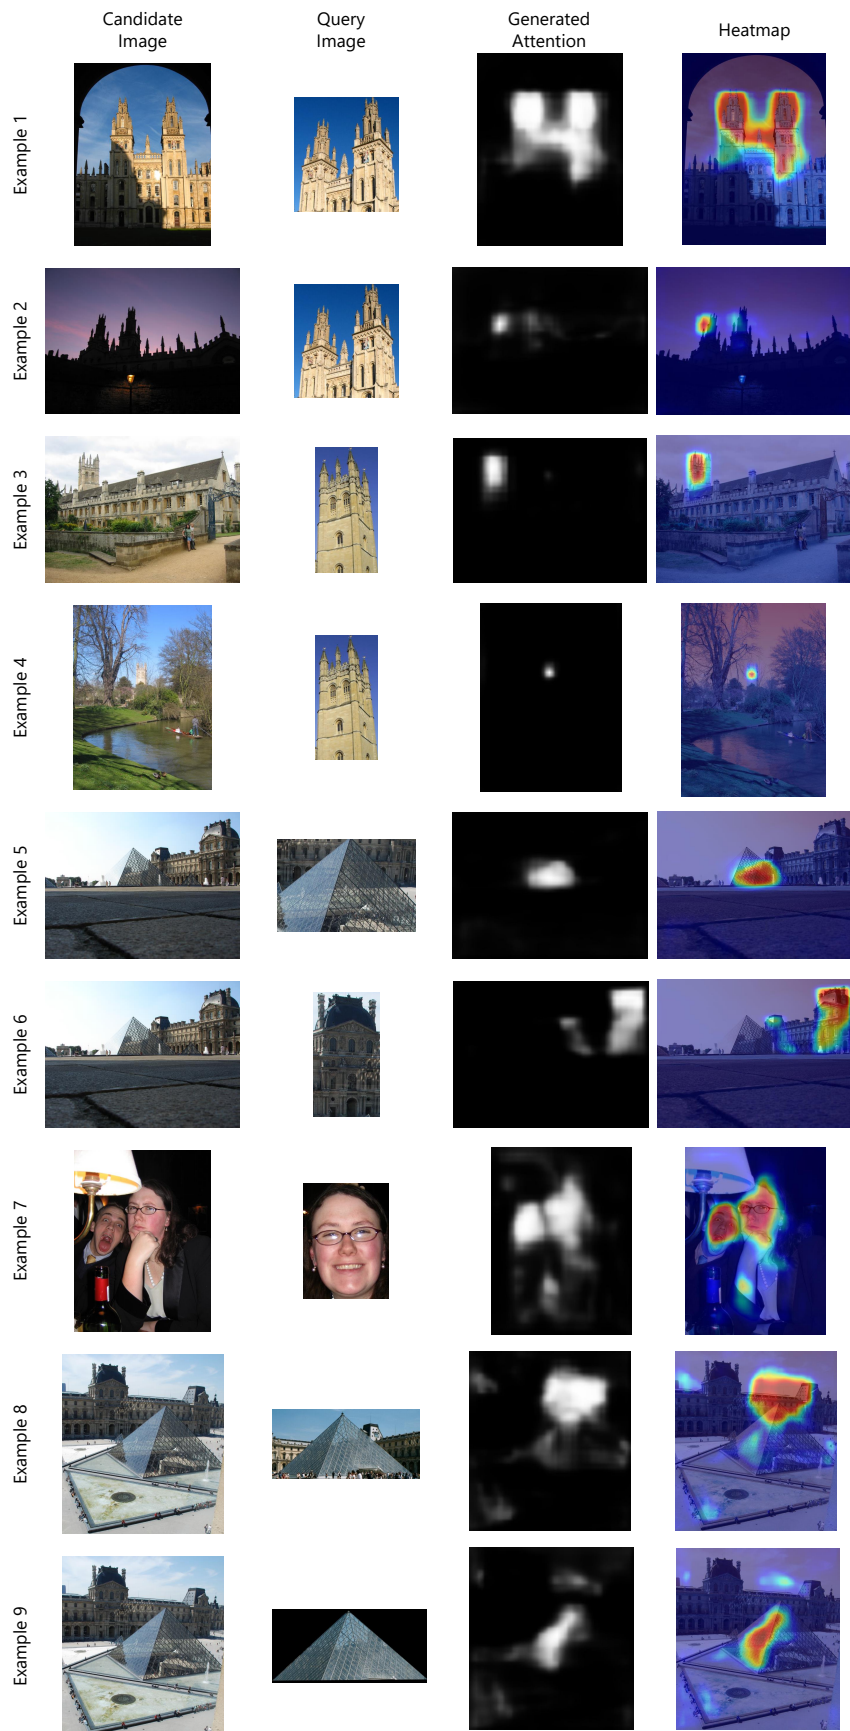 Candidate
Image
Query
Image
Generated
Attention
Heatmap
Example 1
Example 2
Example 3
Example 4
Example 5
Example 6
Example 7
Example 8
Example 9